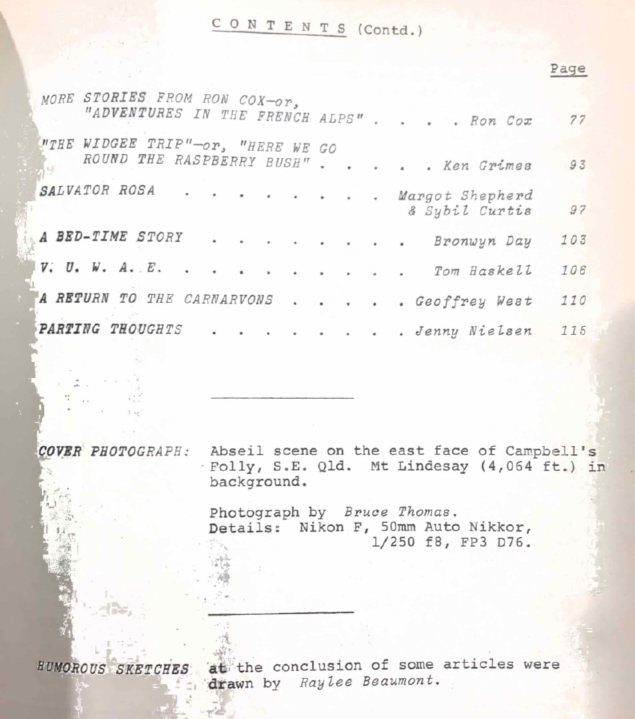 C O N T E N T S (Contd.)
Page
MORE STORIES FROM RON COX—or,
"ADVENTURES IN THE FRENCH ALPS" . . . . Ron Cox 77
"THE WIDGEE TRIP"—or, "HERE WE GO
ROUND THE RASPBERRY BUSH" . . . . . Ken Grimes 93
SALVATOR ROSA . . . . . . . . Margot Shepherd
& Sybil Curtis 97
A BED-TIME STORY . . . . . . . . Bronwyn Day 103
V. U. W. A. E. . . . . . . . . . Tom Haskell 106
A RETURN TO THE CARNARVONS . . . . . Geoffrey West 110
PARTING THOUGHTS . . . . . . . . Jenny Nielsen 115
COVER PHOTOGRAPH: Abseil scene on the east face of Campbell's
Folly, S.E. Qld. Mt Lindesay (4,064 ft.) in
background.
Photograph by Bruce Thomas.
Details: Nikon F, 50mm Auto Nikkor,
1/250 f8, FP3 D76.
HUMOROUS SKETCHES at the conclusion of some articles were
drawn by Raylee Beaumont.